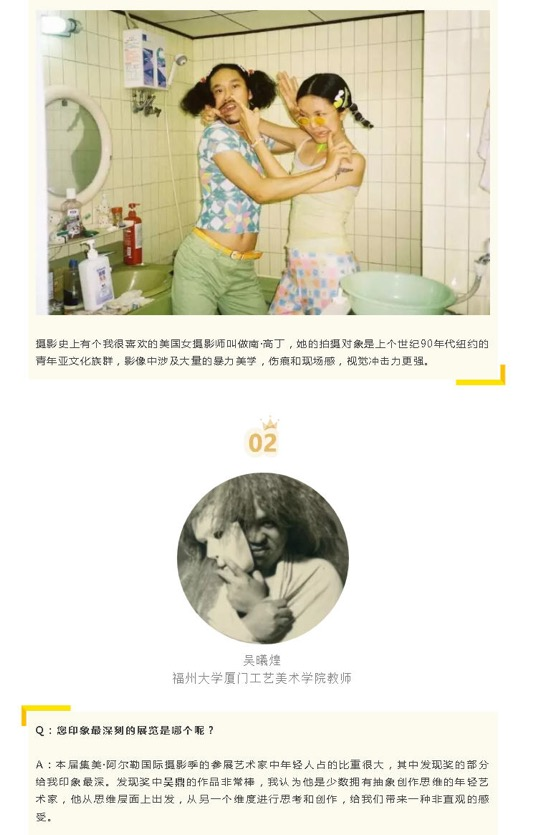 摄影史上有个我很喜欢的美国女摄影师叫做南·高丁，她的拍摄对象是上个世纪90年代纽约的
青年亚文化族群，影像中涉及大量的暴力美学，伤痕和现场感，视觉冲击力更强。
02
吴曦煌
福州大学厦门工艺美术学院教师
Q：您印象最深刻的展览是哪个呢？
A：本届集美·阿尔勒国际摄影季的参展艺术家中年轻人占的比重很大，其中发现奖的部分
给我印象最深。发现奖中吴鼎的作品非常棒，我认为他是少数拥有抽象创作思维的年轻艺
术家，他从思维层面上出发，从另一个维度进行思考和创作，给我们带来一种非直观的感
受。